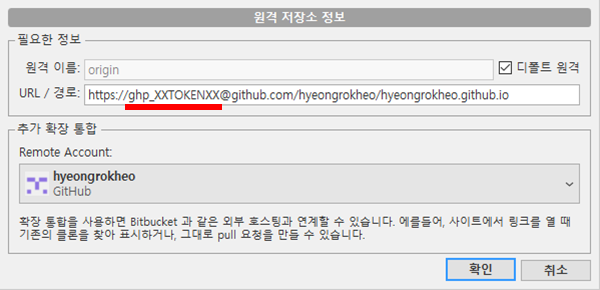 원격 저장소 정보
필요한 정보
원격 이름: origin 디폴트 원격
URL / 경로: https://ghp_XXTOKENXX@github.com/hyeongrokheo/hyeongrokheo.github.io
추가 확장 통합
Remote Account:
hyeongrokheo
GitHub
확장 통합을 사용하면 Bitbucket 과 같은 외부 호스팅과 연계할 수 있습니다. 예를들어, 사이트에서 링크를 열 때
기존의 클론을 찾아 표시하거나, 그대로 pull 요청을 만들 수 있습니다.
확인 취소